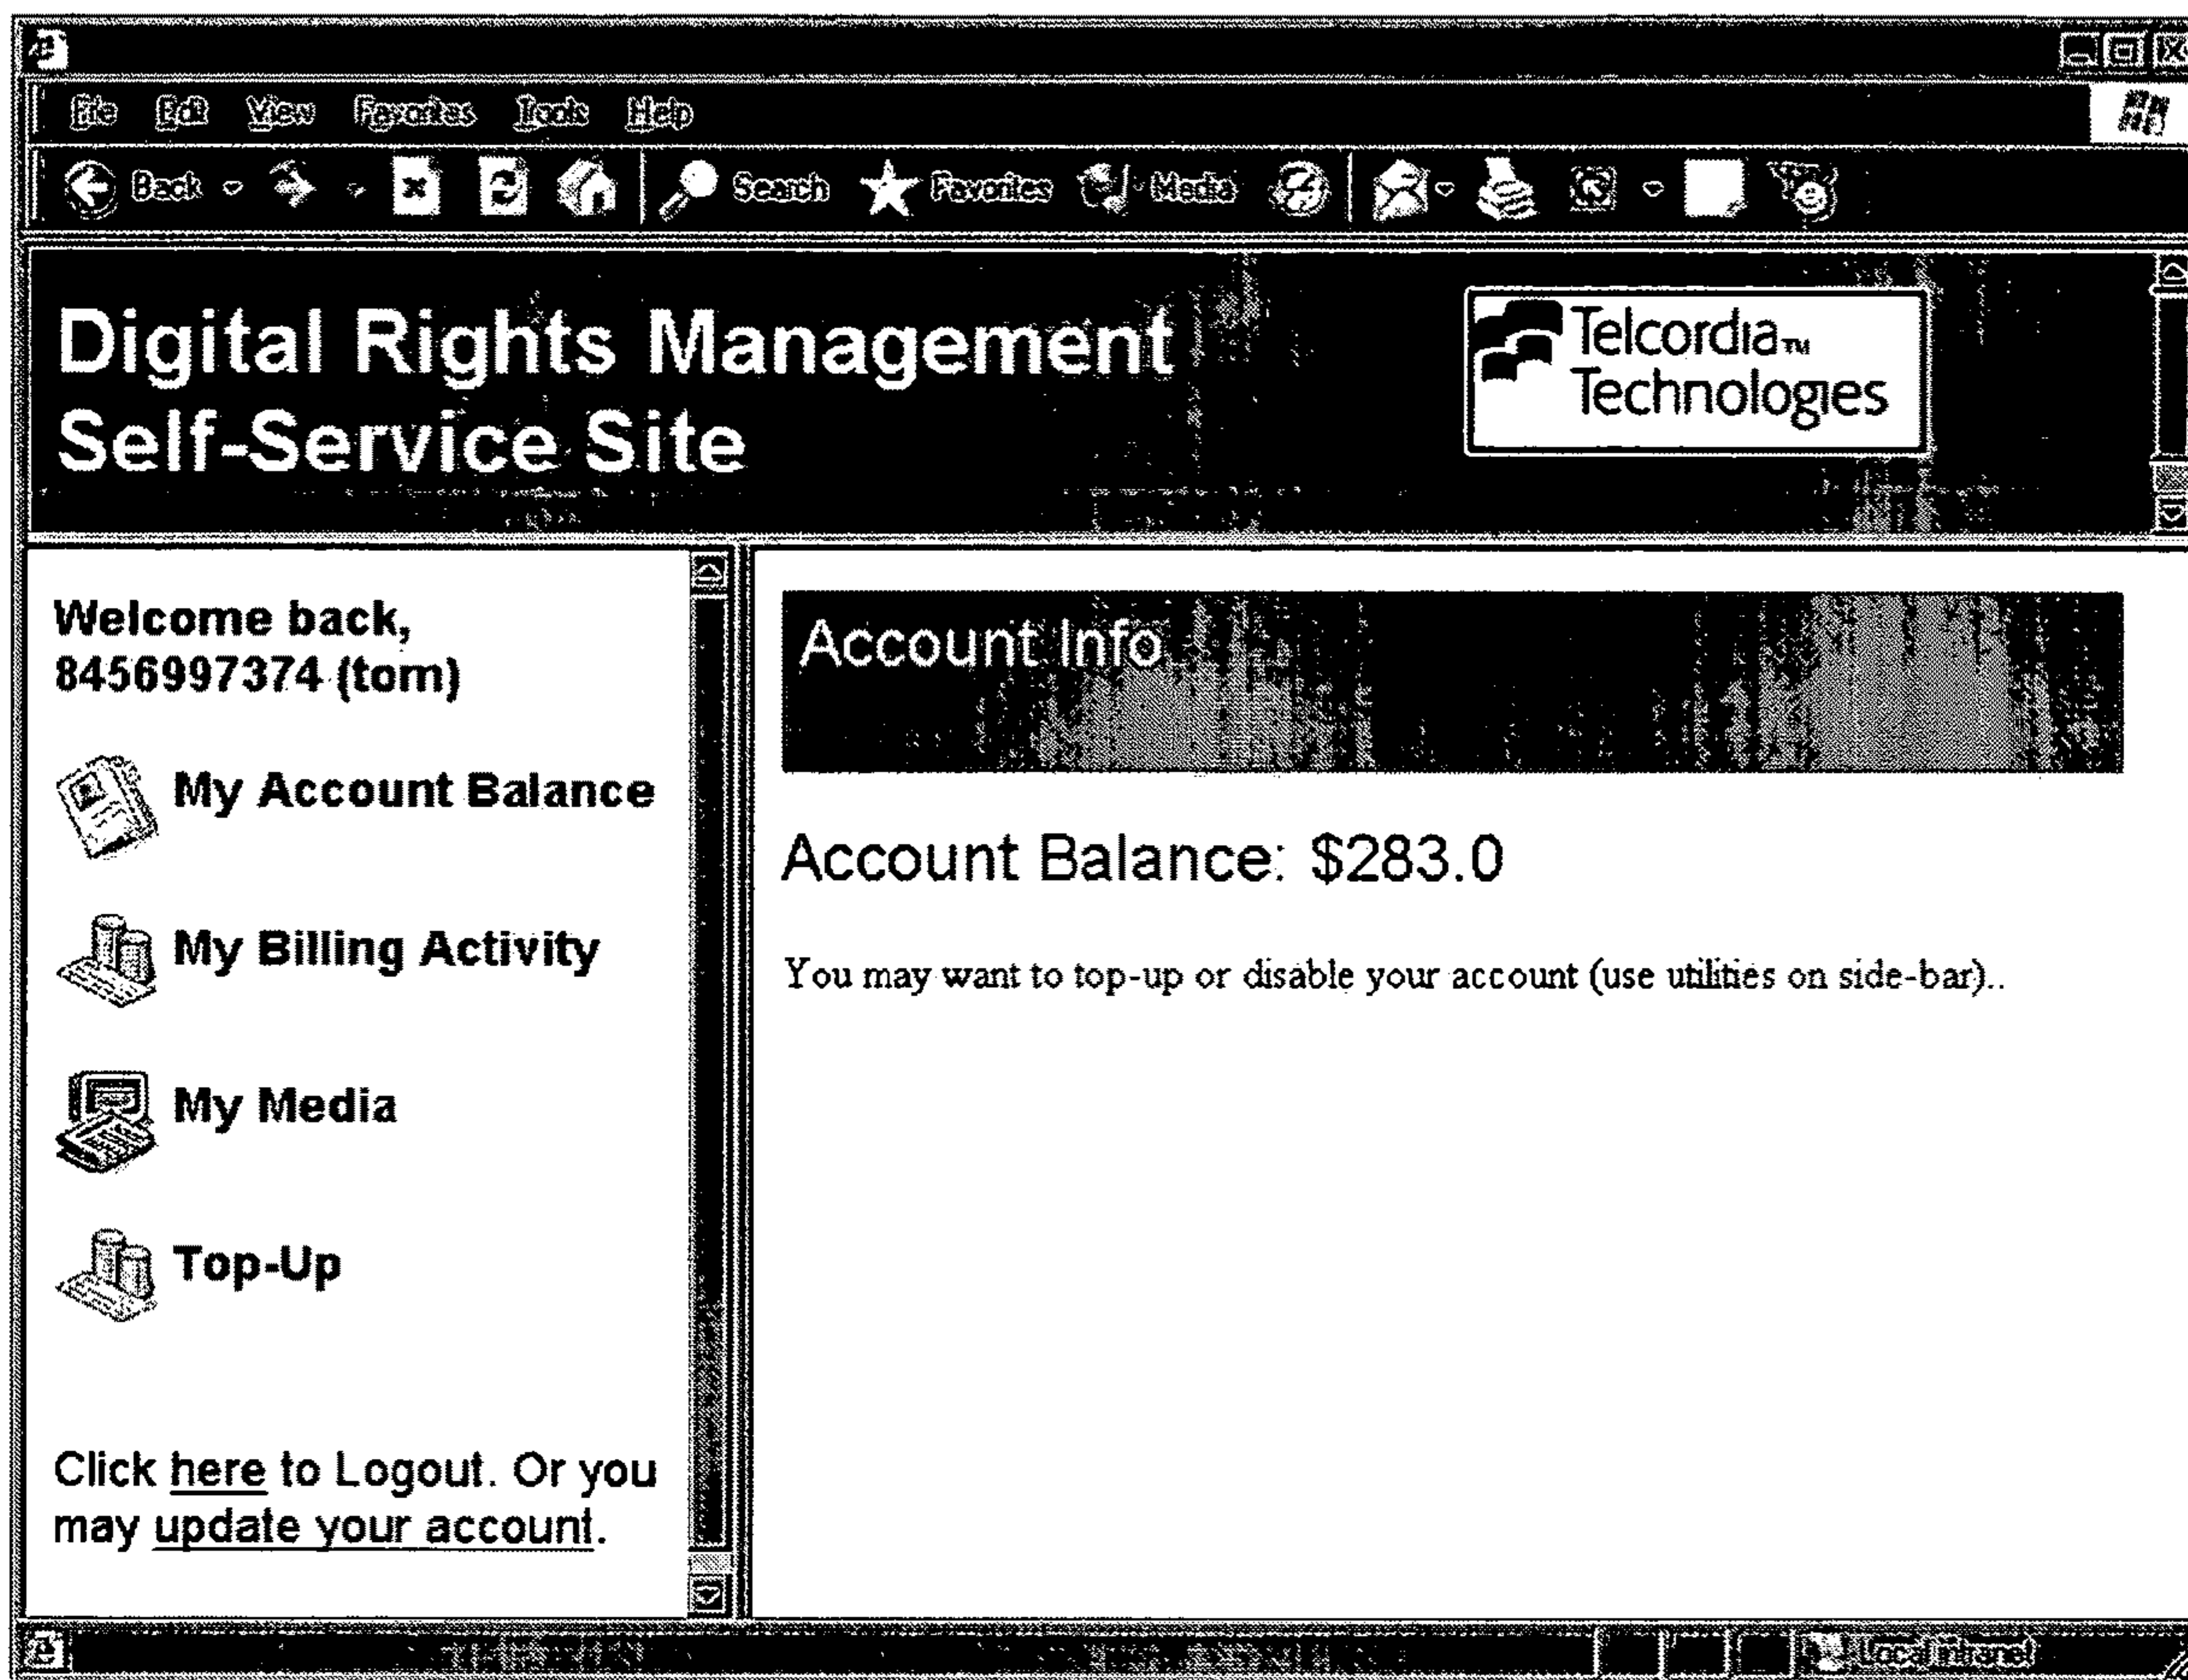 File Edit View Favorites Tools Help
Back Search Favorites Media
Digital Rights Management
Self-Service Site
Telcordia™
Technologies
Welcome back,
8456997374 (tom)
My Account Balance
My Billing Activity
My Media
Top-Up
Click here to Logout. Or you
may update your account.
Account Info
Account Balance: $283.0
You may want to top-up or disable your account (use utilities on side-bar)..
Local intranet